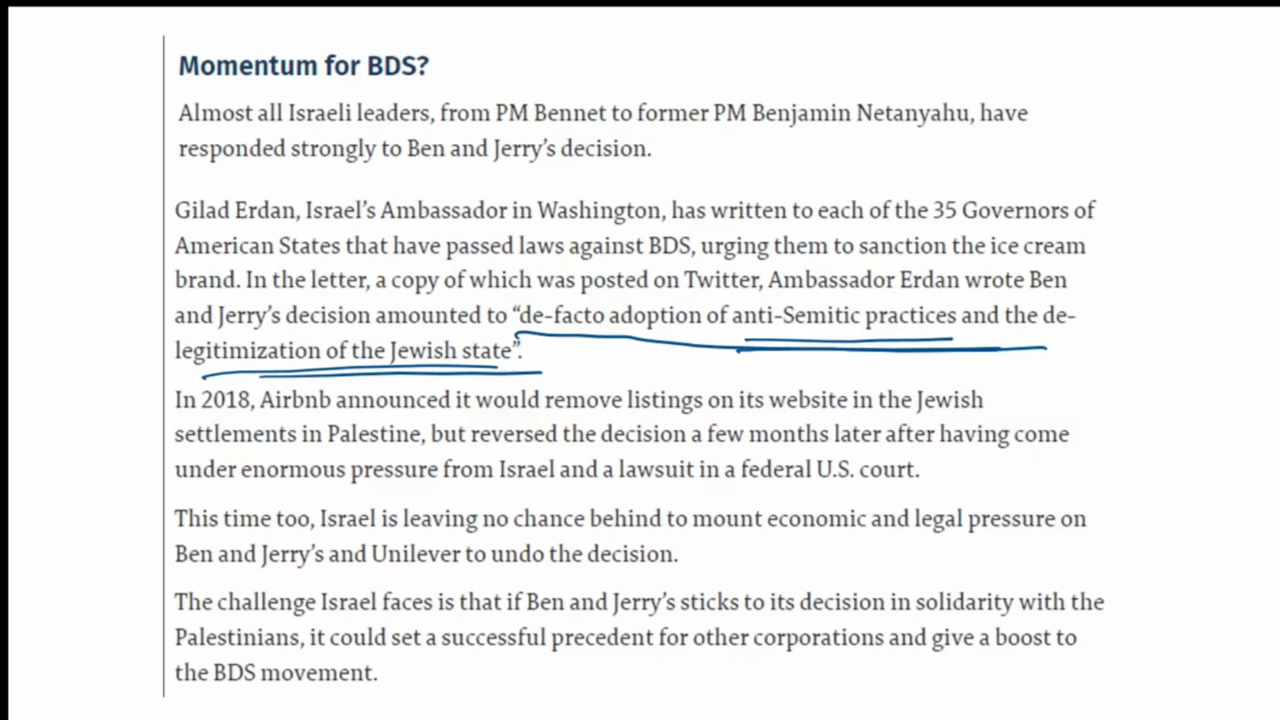 Momentum for BDS?
Almost all Israeli leaders, from PM Bennet to former PM Benjamin Netanyahu, have
responded strongly to Ben and Jerry’s decision.
Gilad Erdan, Israel’s Ambassador in Washington, has written to each of the 35 Governors of
American States that have passed laws against BDS, urging them to sanction the ice cream
brand. In the letter, a copy of which was posted on Twitter, Ambassador Erdan wrote Ben
and Jerry’s decision amounted to “de-facto adoption of anti-Semitic practices and the de-
legitimization of the Jewish state”.
In 2018, Airbnb announced it would remove listings on its website in the Jewish
settlements in Palestine, but reversed the decision a few months later after having come
under enormous pressure from Israel and a lawsuit in a federal U.S. court.
This time too, Israel is leaving no chance behind to mount economic and legal pressure on
Ben and Jerry’s and Unilever to undo the decision.
The challenge Israel faces is that if Ben and Jerry’s sticks to its decision in solidarity with the
Palestinians, it could set a successful precedent for other corporations and give a boost to
the BDS movement.